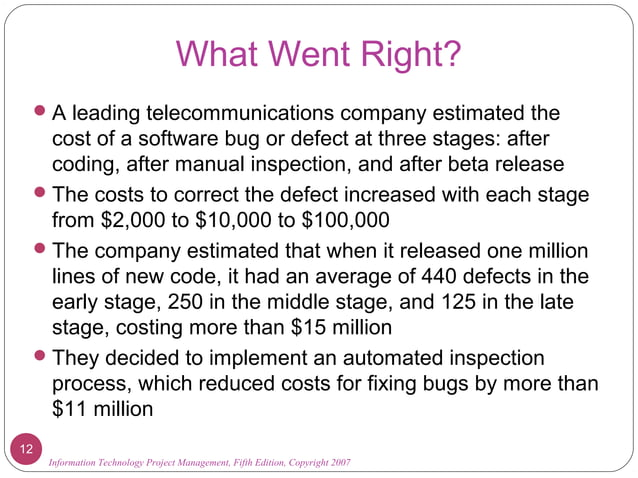 What Went Right?
A leading telecommunications company estimated the
cost of a software bug or defect at three stages: after
coding, after manual inspection, and after beta release
The costs to correct the defect increased with each stage
from $2,000 to $10,000 to $100,000
The company estimated that when it released one million
lines of new code, it had an average of 440 defects in the
early stage, 250 in the middle stage, and 125 in the late
stage, costing more than $15 million
They decided to implement an automated inspection
process, which reduced costs for fixing bugs by more than
$11 million
12
Information Technology Project Management, Fifth Edition, Copyright 2007